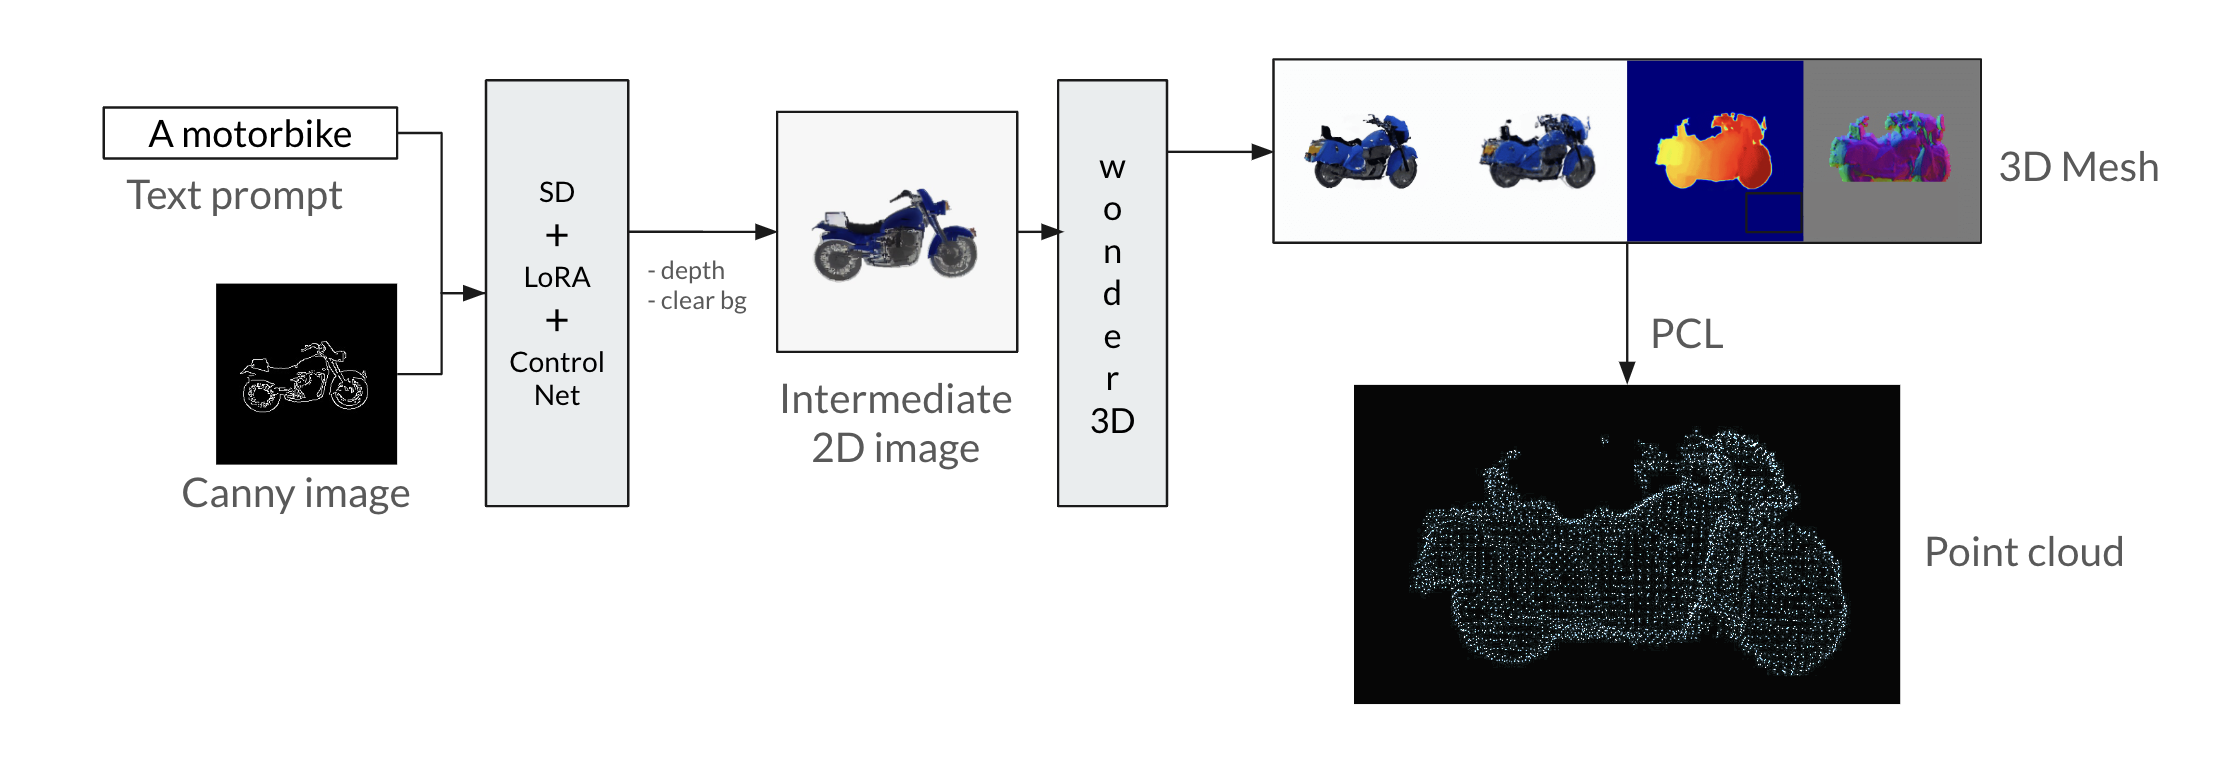 A motorbike
Text prompt
Canny image
SD
+
LoRA
+
Control
Net
- depth
- clear bg
Intermediate
2D image
w
o
n
d
e
r
3D
3D Mesh
PCL
Point cloud